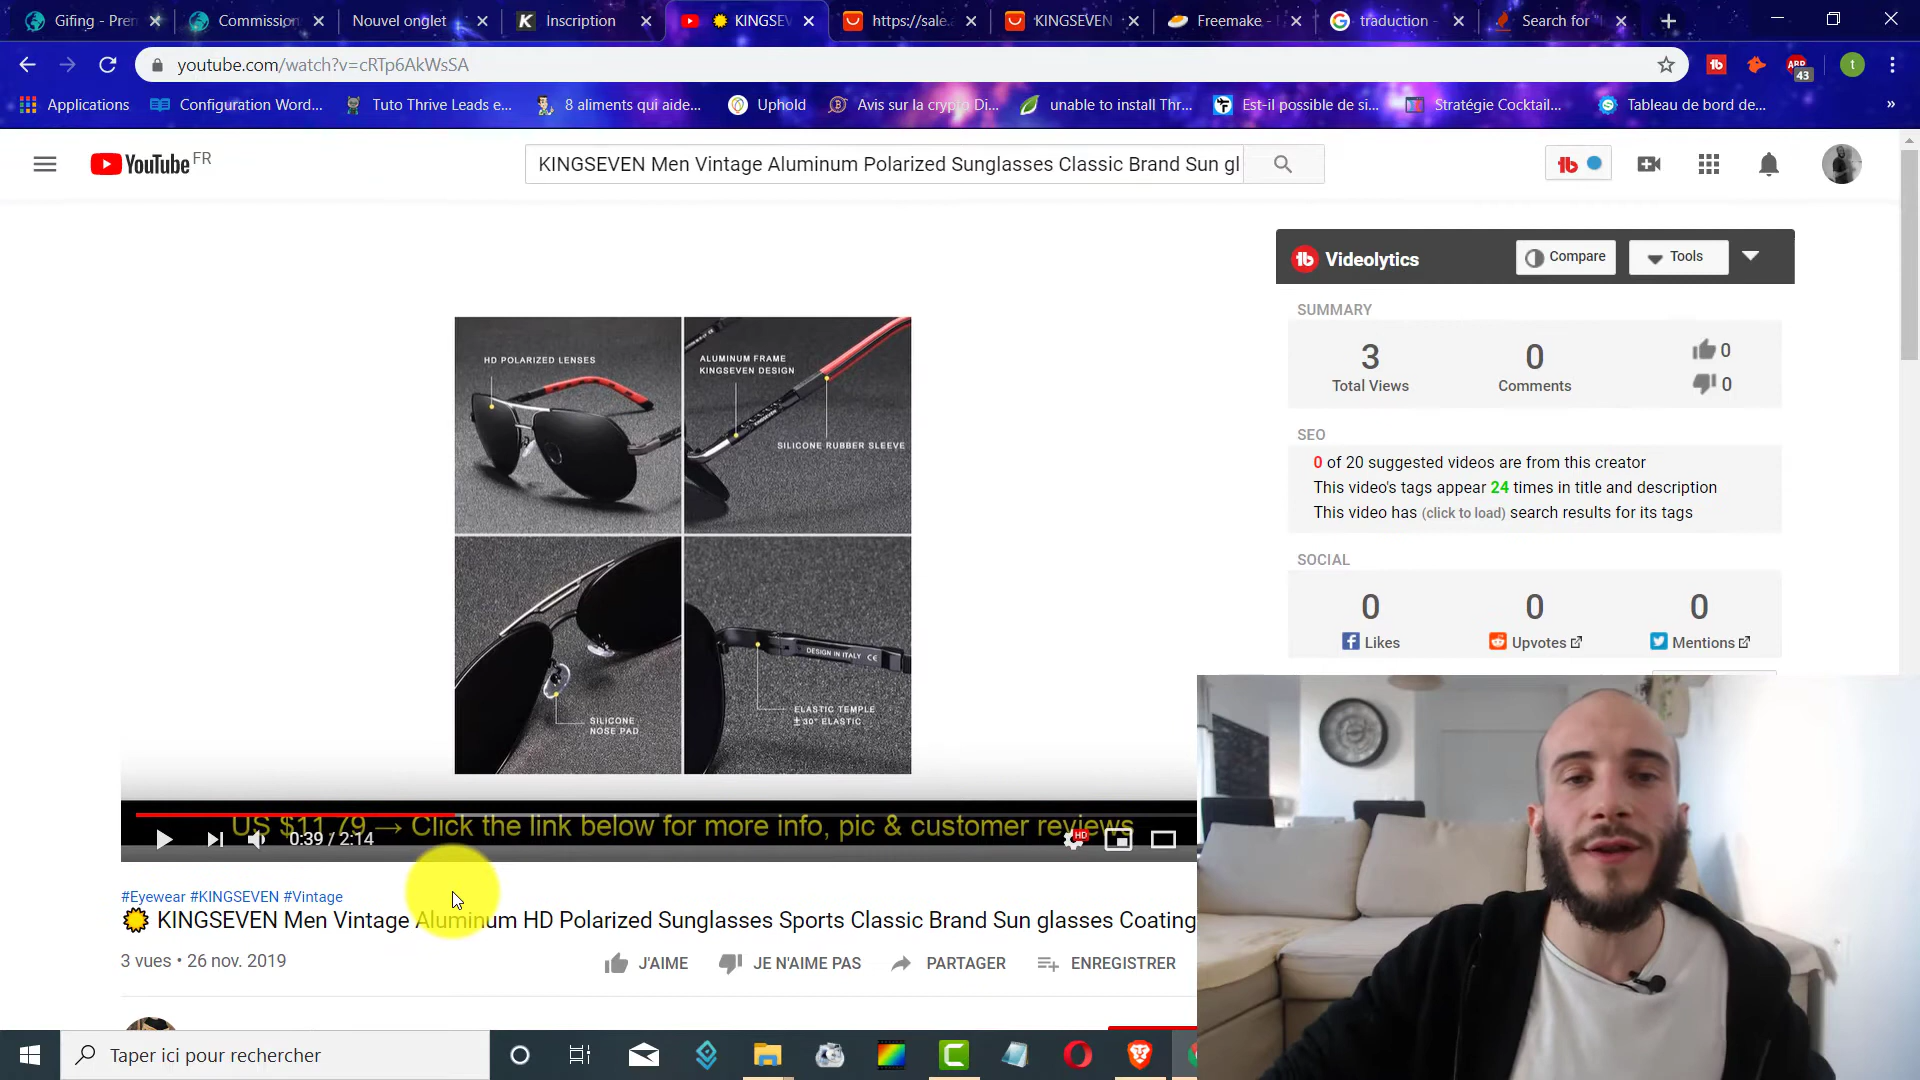 Gifing - Prem
Commission
Nouvel onglet
Inscription
KINGSEV
https://sale.a
KINGSEVEN
Freemake -
traduction -
Search for "
youtube.com/watch?v=cRTp6AkWsSA
ABP
43
t
Applications
Configuration Word...
Tuto Thrive Leads e...
8 aliments qui aide...
Uphold
Avis sur la crypto Di...
unable to install Thr...
Est-il possible de si...
Stratégie Cocktail...
Tableau de bord de...
»
YouTube FR
KINGSEVEN Men Vintage Aluminum Polarized Sunglasses Classic Brand Sun gl
Videolytics
Compare
Tools
SUMMARY
3
Total Views
0
Comments
0
0
SEO
0 of 20 suggested videos are from this creator
This video's tags appear 24 times in title and description
This video has (click to load) search results for its tags
SOCIAL
0
Likes
0
Upvotes
0
Mentions
HD POLARIZED LENSES
ALUMINUM FRAME
KINGSEVEN DESIGN
SILICONE RUBBER SLEEVE
SILICONE
NOSE PAD
DESIGN IN ITALY CE
ELASTIC TEMPLE
±30° ELASTIC
US $11.79 → Click the link below for more info, pic & customer reviews
0:39 / 2:14
HD
#Eyewear #KINGSEVEN #Vintage
KINGSEVEN Men Vintage Aluminum HD Polarized Sunglasses Sports Classic Brand Sun glasses Coating
3 vues • 26 nov. 2019
J'AIME
JE N'AIME PAS
PARTAGER
ENREGISTRER
Taper ici pour rechercher